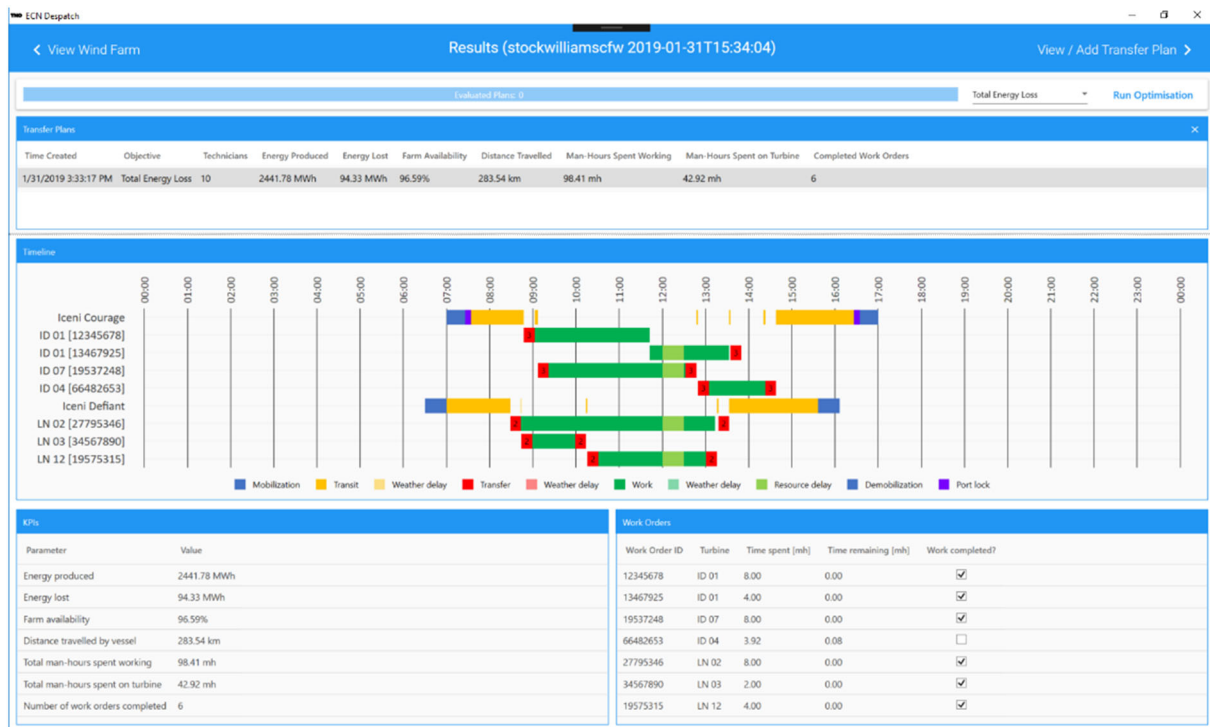 TNO ECN Despatch
View Wind Farm Results (stockwilliamscfw 2019-01-31T15:34:04) View / Add Transfer Plan
Evaluated Plans: 0 Total Energy Loss Run Optimisation
Transfer Plans
Time Created Objective Technicians Energy Produced Energy Lost Farm Availability Distance Travelled Man-Hours Spent Working Man-Hours Spent on Turbine Completed Work Orders
1/31/2019 3:33:17 PM Total Energy Loss 10 2441.78 MWh 94.33 MWh 96.59% 283.54 km 98.41 mh 42.92 mh 6
Timeline
00:00 01:00 02:00 03:00 04:00 05:00 06:00 07:00 08:00 09:00 10:00 11:00 12:00 13:00 14:00 15:00 16:00 17:00 18:00 19:00 20:00 21:00 22:00 23:00 00:00
Iceni Courage
ID 01 [12345678] 3
ID 01 [13467925] 3
ID 07 [19537248] 2 2
ID 04 [66482653] 3 3
Iceni Defiant
LN 02 [27795346] 2 2
LN 03 [34567890] 2 2
LN 12 [19575315] 2 2
Mobilization Transit Weather delay Transfer Weather delay Work Weather delay Resource delay Demobilization Port lock
KPIs
Parameter Value
Energy produced 2441.78 MWh
Energy lost 94.33 MWh
Farm availability 96.59%
Distance travelled by vessel 283.54 km
Total man-hours spent working 98.41 mh
Total man-hours spent on turbine 42.92 mh
Number of work orders completed 6
Work Orders
Work Order ID Turbine Time spent [mh] Time remaining [mh] Work completed?
12345678 ID 01 8.00 0.00
13467925 ID 01 4.00 0.00
19537248 ID 07 8.00 0.00
66482653 ID 04 3.92 0.08
27795346 LN 02 8.00 0.00
34567890 LN 03 2.00 0.00
19575315 LN 12 4.00 0.00